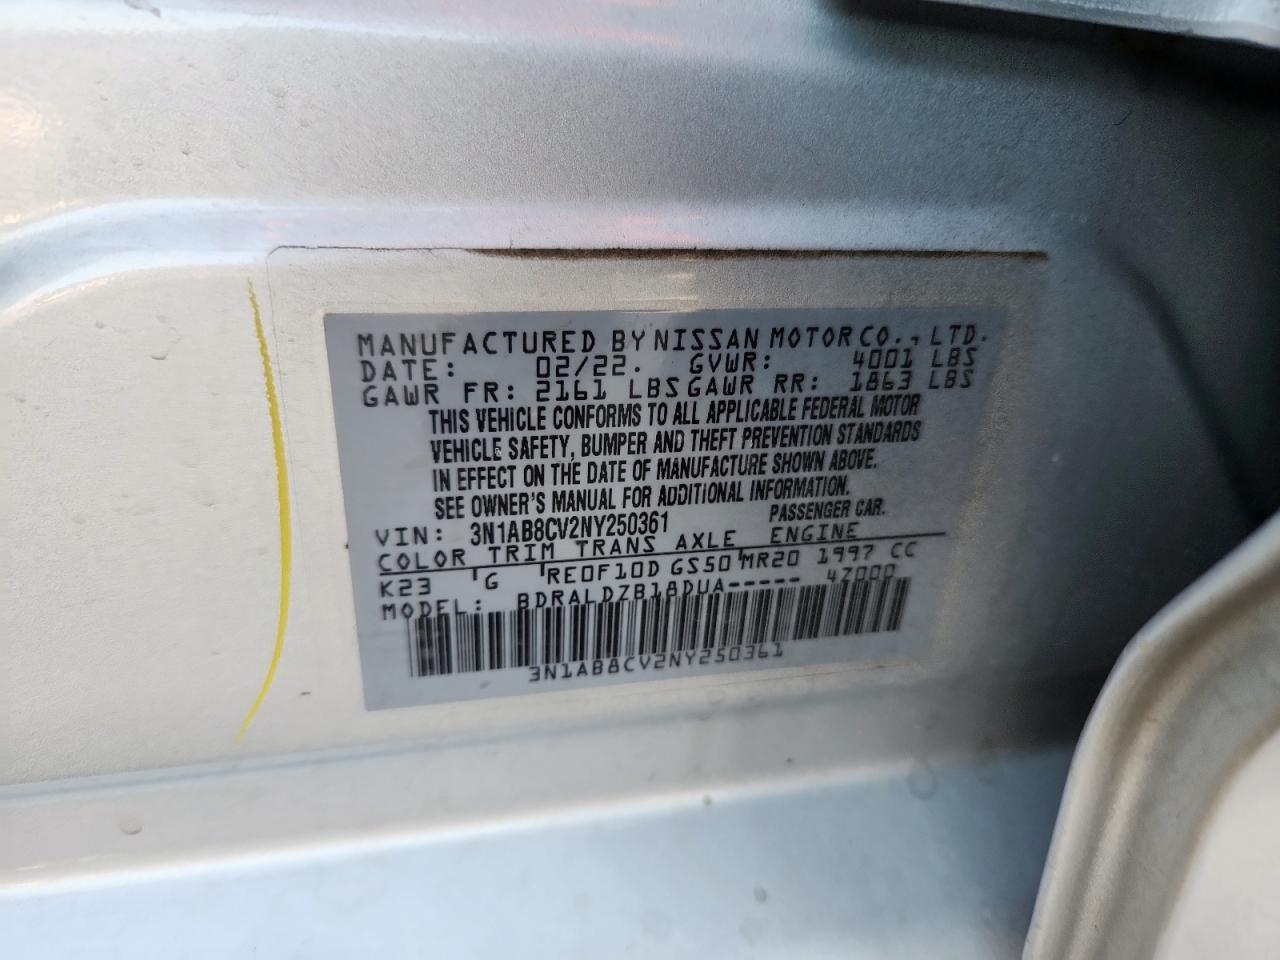 MANUFACTURED BY NISSAN MOTOR CO., LTD.
DATE: 02/22. GVWR: 4001 LBS
GAWR FR: 2161 LBS GAWR RR: 1863 LBS
THIS VEHICLE CONFORMS TO ALL APPLICABLE FEDERAL MOTOR
VEHICLE SAFETY, BUMPER AND THEFT PREVENTION STANDARDS
IN EFFECT ON THE DATE OF MANUFACTURE SHOWN ABOVE.
SEE OWNER'S MANUAL FOR ADDITIONAL INFORMATION.
VIN: 3N1AB8CV2NY250361 PASSENGER CAR.
COLOR TRIM TRANS AXLE ENGINE
K23 G RE0F10D GS50 MR20 1997 CC
MODEL: BDRALDZB18DUA----- 4Z000
3N1AB8CV2NY250361